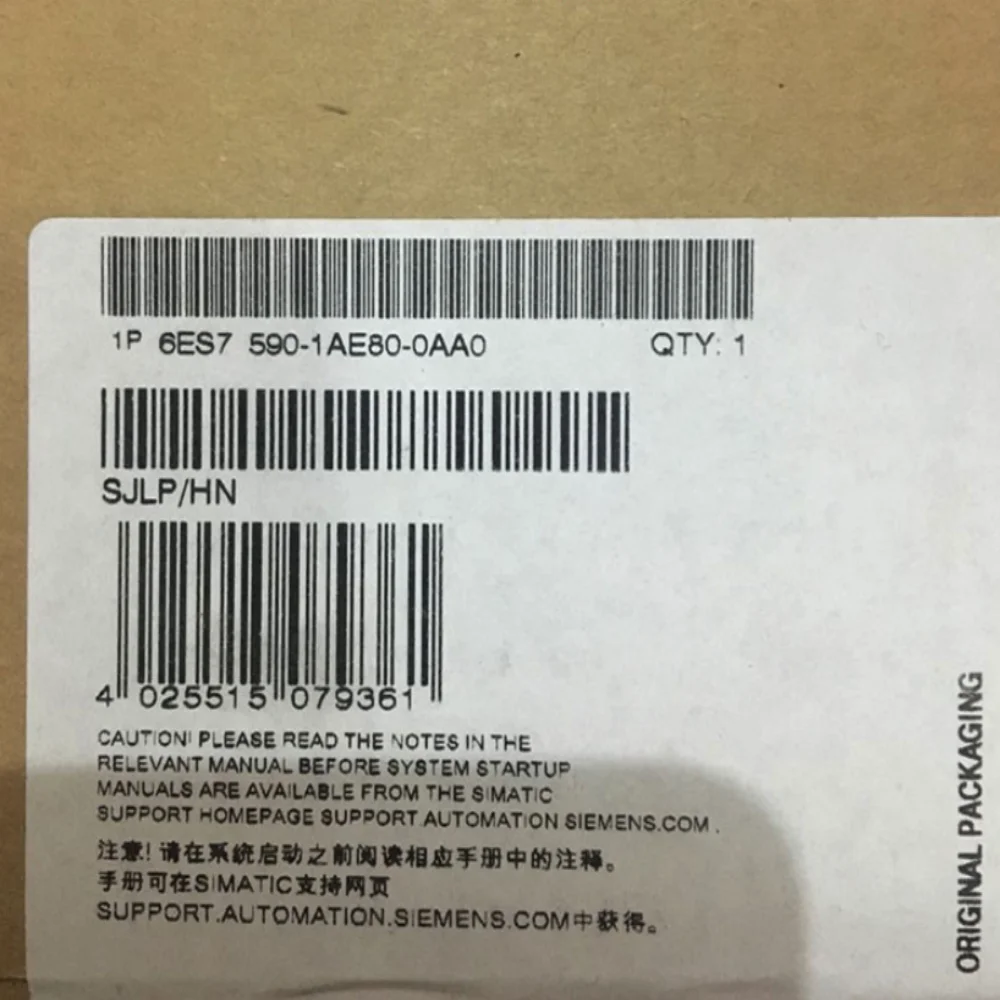 1P 6ES7 590-1AE80-0AA0 QTY: 1
SJLP/HN
4 025515 079361
CAUTION! PLEASE READ THE NOTES IN THE
RELEVANT MANUAL BEFORE SYSTEM STARTUP
MANUALS ARE AVAILABLE FROM THE SIMATIC
SUPPORT HOMEPAGE SUPPORT.AUTOMATION SIEMENS.COM .
注意! 请在系统启动之前阅读相应手册中的注释。
手册可在SIMATIC支持网页
SUPPORT.AUTOMATION.SIEMENS.COM中获得。
ORIGINAL PACKAGING